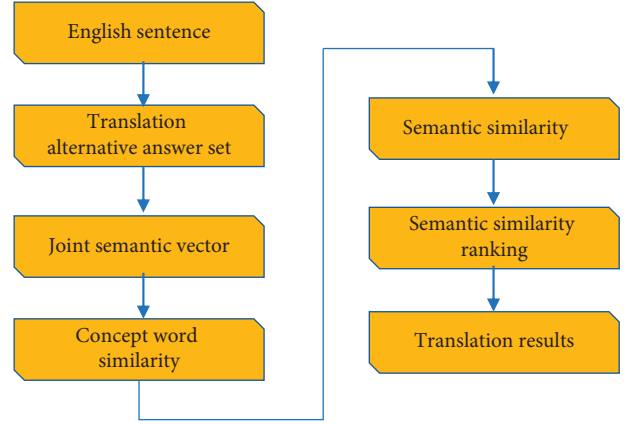 English sentence
Translation
alternative answer set
Joint semantic vector
Concept word
similarity
Semantic similarity
Semantic similarity
ranking
Translation results